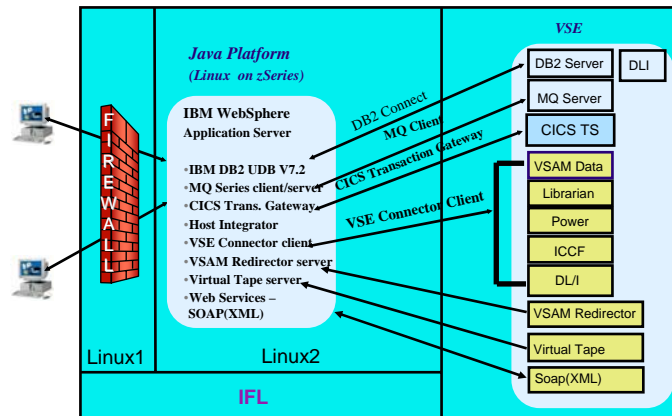 FIREWALL
Linux1
Java Platform
(Linux on zSeries)
IBM WebSphere
Application Server
•IBM DB2 UDB V7.2
•MQ Series client/server
•CICS Trans. Gateway
•Host Integrator
•VSE Connector client
•VSAM Redirector server
•Virtual Tape server
•Web Services –
SOAP(XML)
Linux2
IFL
DB2 Connect
MQ Client
CICS Transaction Gateway
VSE Connector Client
VSE
DB2 Server
DLI
MQ Server
CICS TS
VSAM Data
Librarian
Power
ICCF
DL/I
VSAM Redirector
Virtual Tape
Soap(XML)